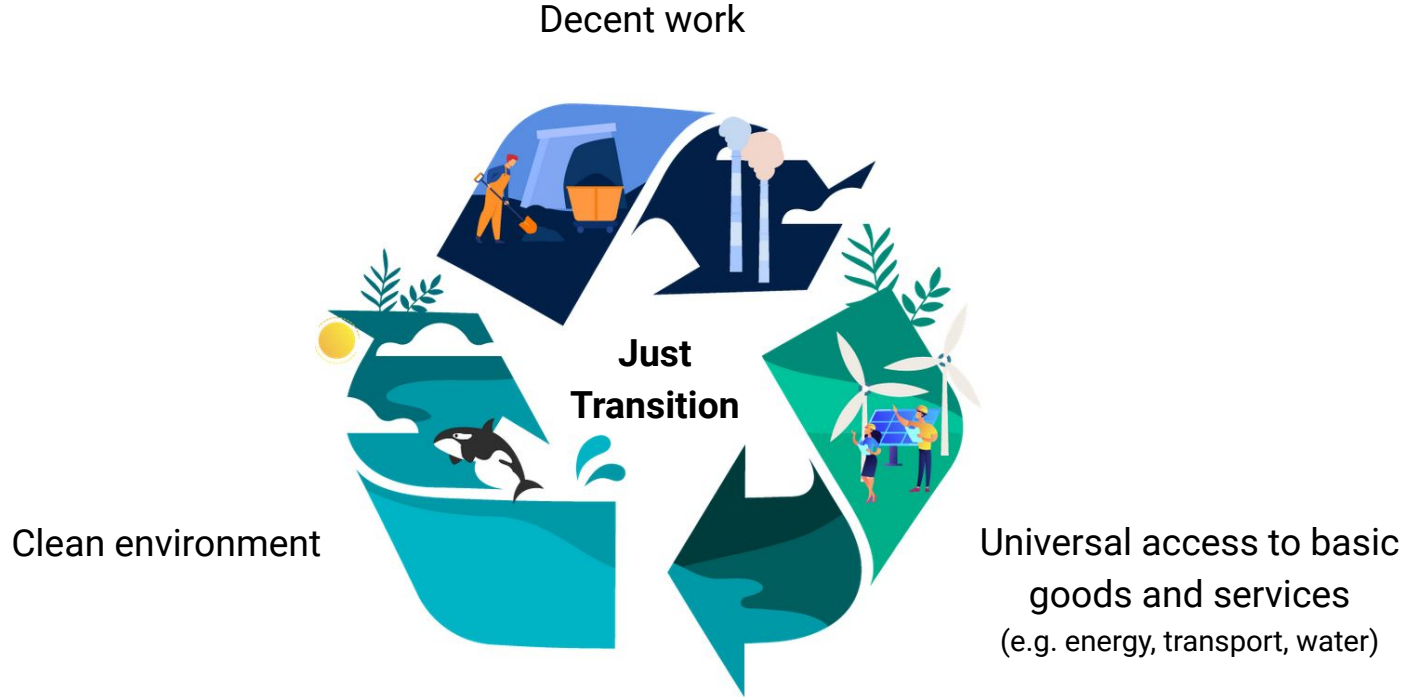 Decent work
Just
Transition
Clean environment
Universal access to basic
goods and services
(e.g. energy, transport, water)